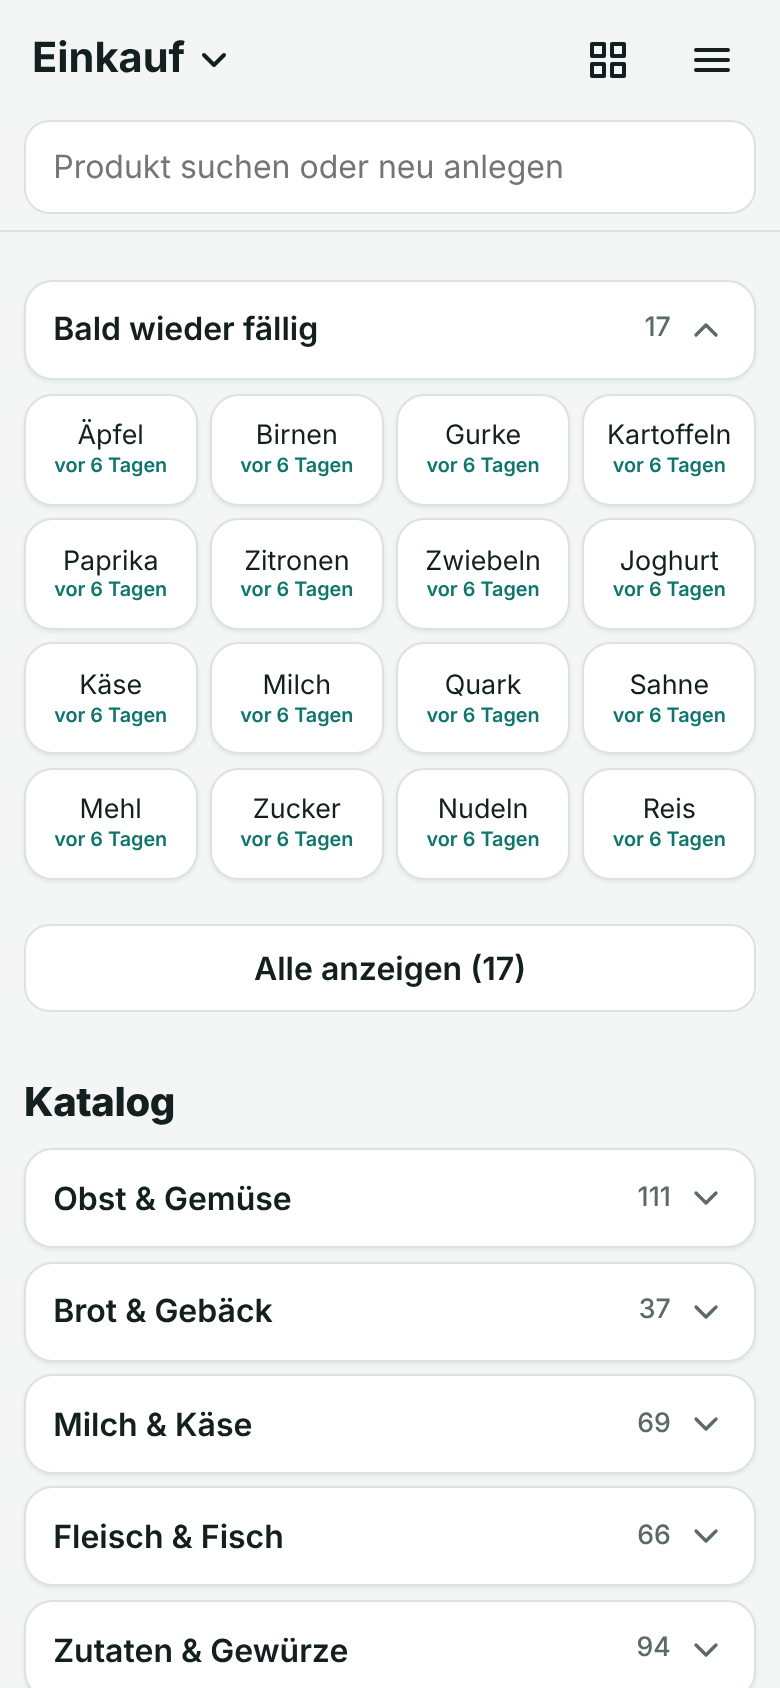 Einkauf
Produkt suchen oder neu anlegen
Bald wieder fällig 17
Äpfel Birnen Gurke Kartoffeln
vor 6 Tagen vor 6 Tagen vor 6 Tagen vor 6 Tagen
Paprika Zitronen Zwiebeln Joghurt
vor 6 Tagen vor 6 Tagen vor 6 Tagen vor 6 Tagen
Käse Milch Quark Sahne
vor 6 Tagen vor 6 Tagen vor 6 Tagen vor 6 Tagen
Mehl Zucker Nudeln Reis
vor 6 Tagen vor 6 Tagen vor 6 Tagen vor 6 Tagen
Alle anzeigen (17)
Katalog
Obst & Gemüse 111
Brot & Gebäck 37
Milch & Käse 69
Fleisch & Fisch 66
Zutaten & Gewürze 94